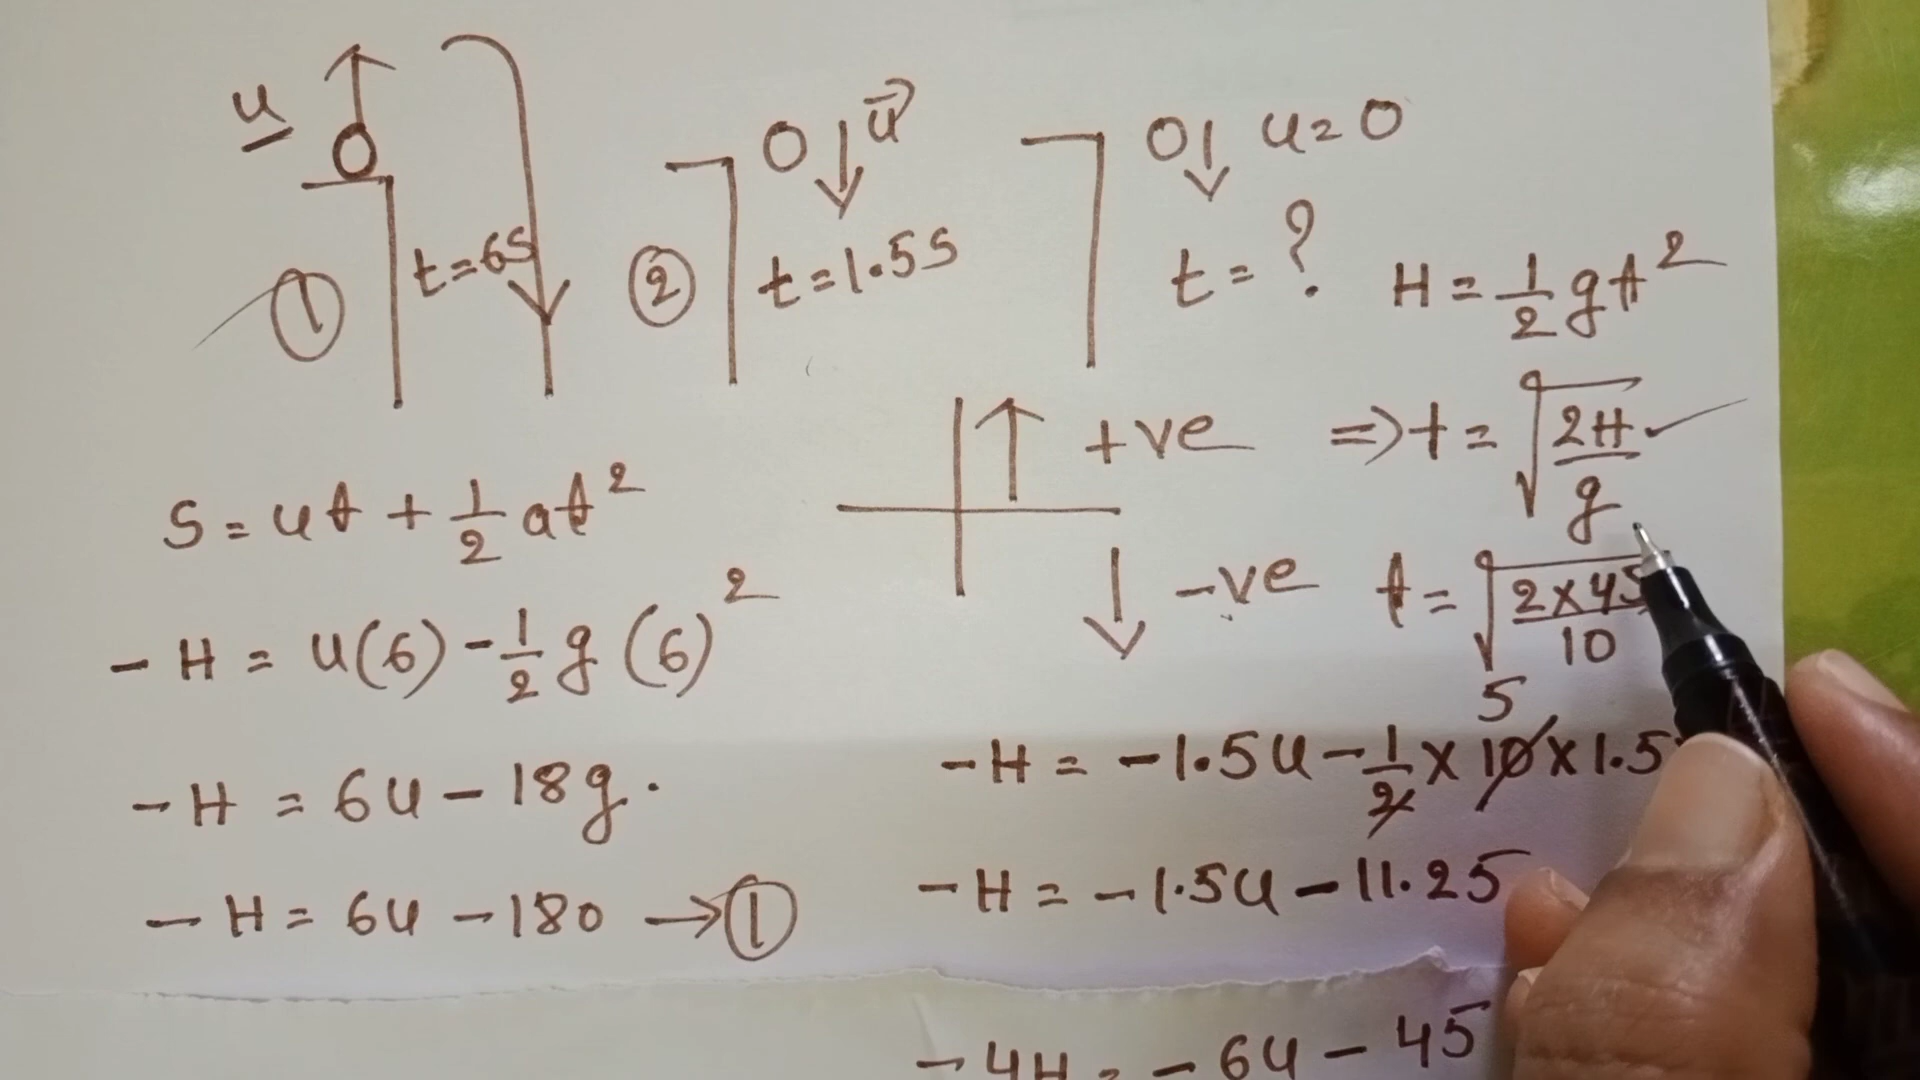 u
① t=6S
② u⃗
t=1.5S
u=0
t=?
H=1/2 gt²
+ve
⇒t=√(2H/g)
S=ut+1/2 at²
-ve
t=√(2×45/10)
-H=u(6)-1/2 g(6)²
-H=6u-18g.
5
-H=-1.5u-1/2×10×1.5
-H=6u-180→①
-H=-1.5u-11.25
-4H=-6u-45